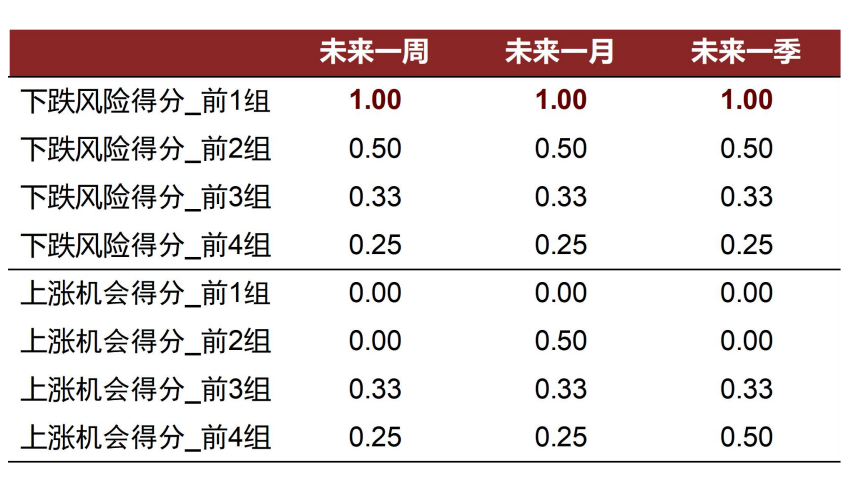 未来一周 未来一月 未来一季
下跌风险得分_前1组 1.00 1.00 1.00
下跌风险得分_前2组 0.50 0.50 0.50
下跌风险得分_前3组 0.33 0.33 0.33
下跌风险得分_前4组 0.25 0.25 0.25
上涨机会得分_前1组 0.00 0.00 0.00
上涨机会得分_前2组 0.00 0.50 0.00
上涨机会得分_前3组 0.33 0.33 0.33
上涨机会得分_前4组 0.25 0.25 0.50